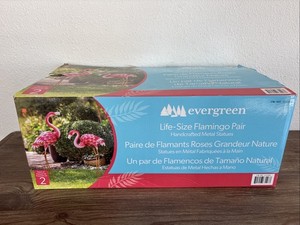 evergreen
Life-Size Flamingo Pair
Handcrafted Metal Statues
Paire de Flamants Roses Grandeur Nature
Statues en Métal Fabriquées à la Main
Un par de Flamencos de Tamaño Natural
Estatuas de Metal Hechas a Mano
2